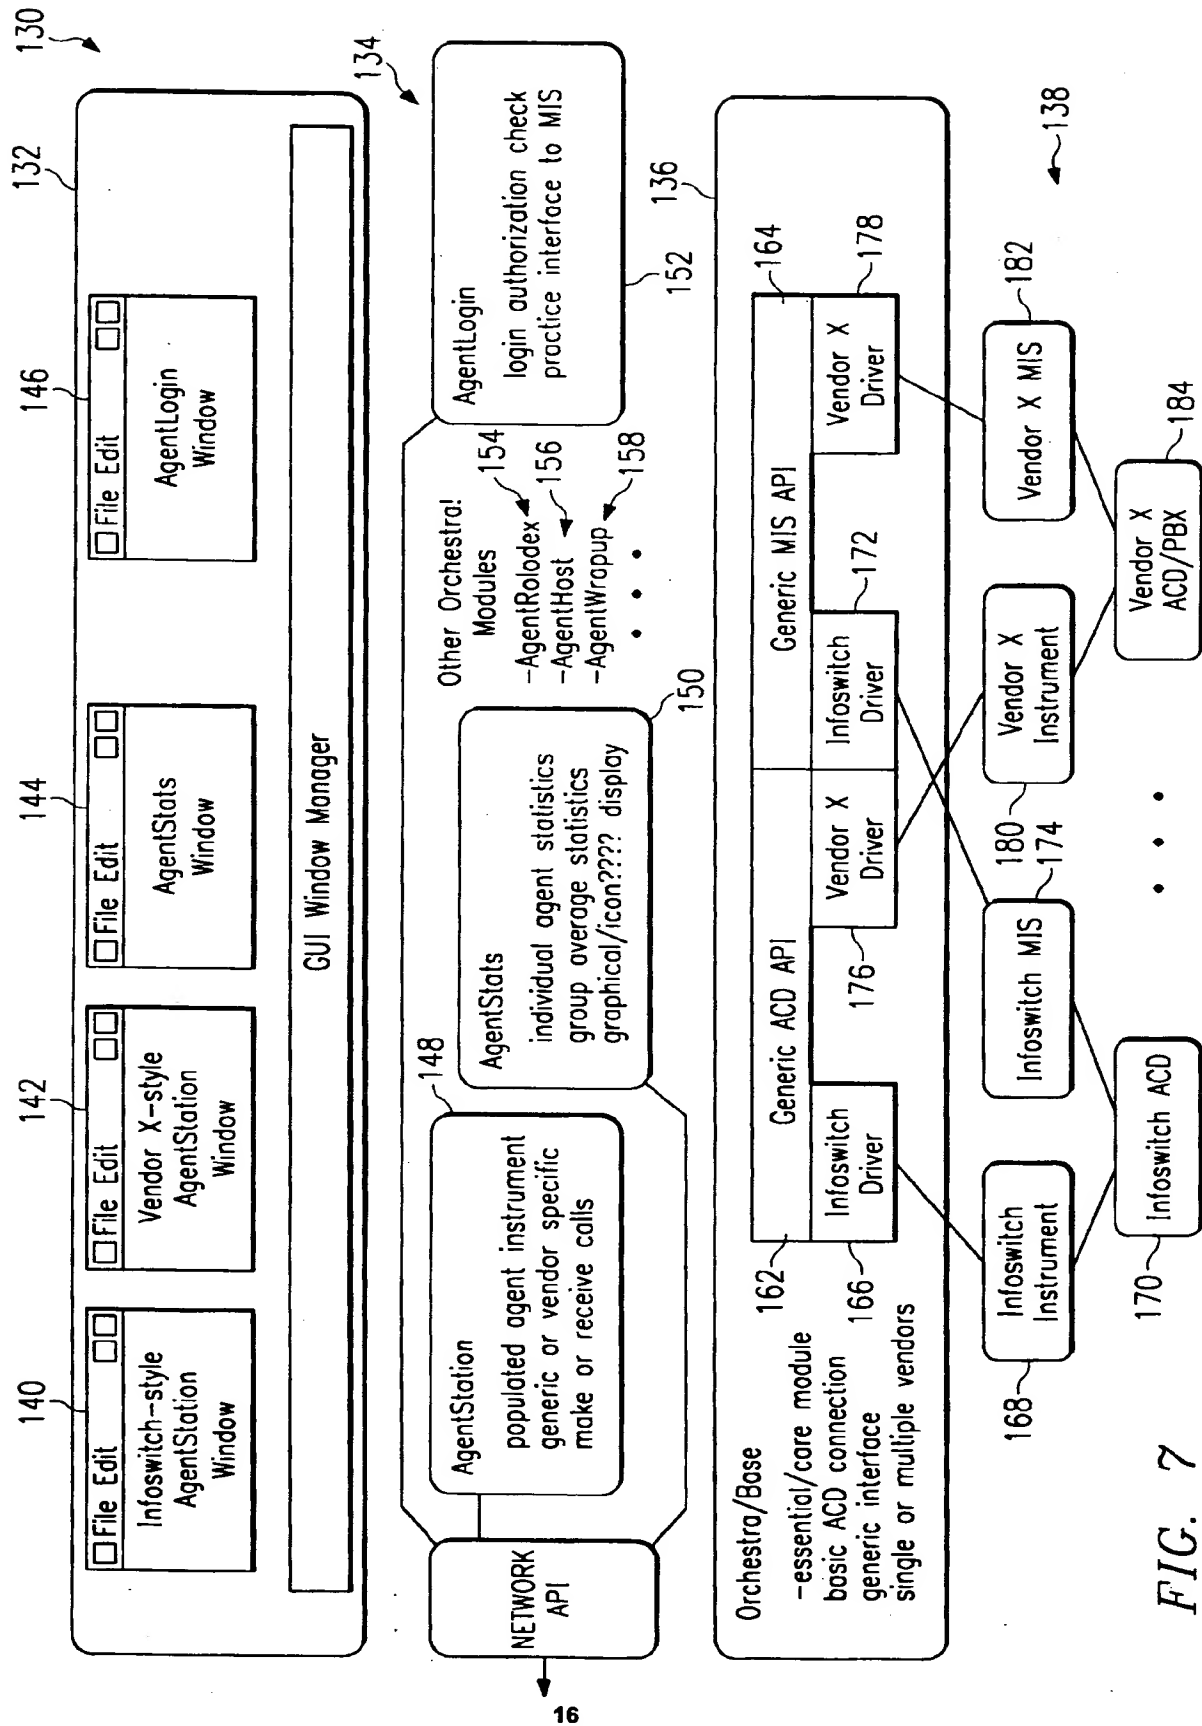 130
132
140
142
144
146
File Edit
Infoswitch-style
AgentStation
Window
File Edit
Vendor X-style
AgentStation
Window
File Edit
AgentStats
Window
File Edit
AgentLogin
Window
GUI Window Manager
134
NETWORK
API
16
148
AgentStation
populated agent instrument
generic or vendor specific
make or receive calls
AgentStats
individual agent statistics
group average statistics
graphical/icon???? display
150
Other Orchestra!
Modules
-AgentRolodex
-AgentHost
-AgentWrapup
154
156
158
AgentLogin
login authorization check
practice interface to MIS
152
136
Orchestra/Base
-essential/core module
basic ACD connection
generic interface
single or multiple vendors
162
Generic ACD API
Generic MIS API
164
166
Infoswitch
Driver
Vendor X
Driver
176
Infoswitch
Driver
172
Vendor X
Driver
178
138
168
Infoswitch
Instrument
Infoswitch MIS
174
180
Vendor X
Instrument
Vendor X MIS
182
170
Infoswitch ACD
Vendor X
ACD/PBX
184
FIG. 7